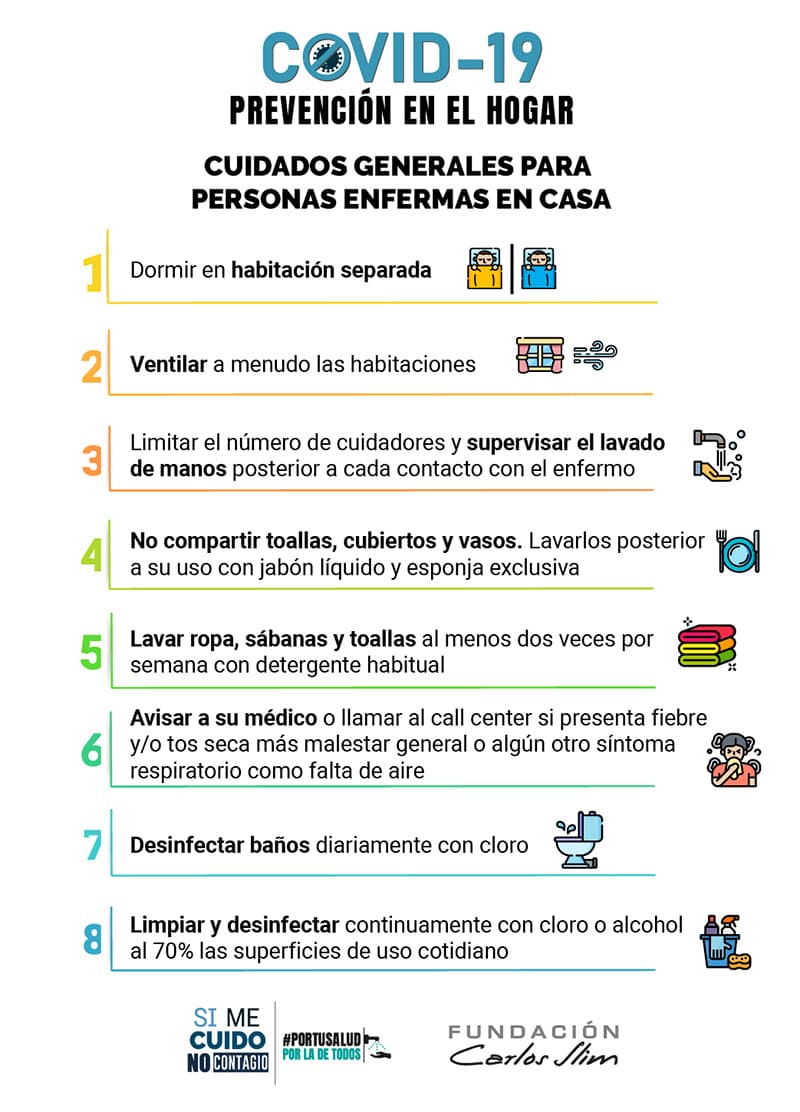 COVID-19
PREVENCIÓN EN EL HOGAR
CUIDADOS GENERALES PARA
PERSONAS ENFERMAS EN CASA
1
Dormir en habitación separada
2
Ventilar a menudo las habitaciones
3
Limitar el número de cuidadores y supervisar el lavado
de manos posterior a cada contacto con el enfermo
4
No compartir toallas, cubiertos y vasos. Lavarlos posterior
a su uso con jabón líquido y esponja exclusiva
5
Lavar ropa, sábanas y toallas al menos dos veces por
semana con detergente habitual
6
Avisar a su médico o llamar al call center si presenta fiebre
y/o tos seca más malestar general o algún otro síntoma
respiratorio como falta de aire
7
Desinfectar baños diariamente con cloro
8
Limpiar y desinfectar continuamente con cloro o alcohol
al 70% las superficies de uso cotidiano
SI ME
CUIDO
NO CONTAGIO
#PORTUSALUD
POR LA DE TODOS
FUNDACIÓN
Carlos Slim